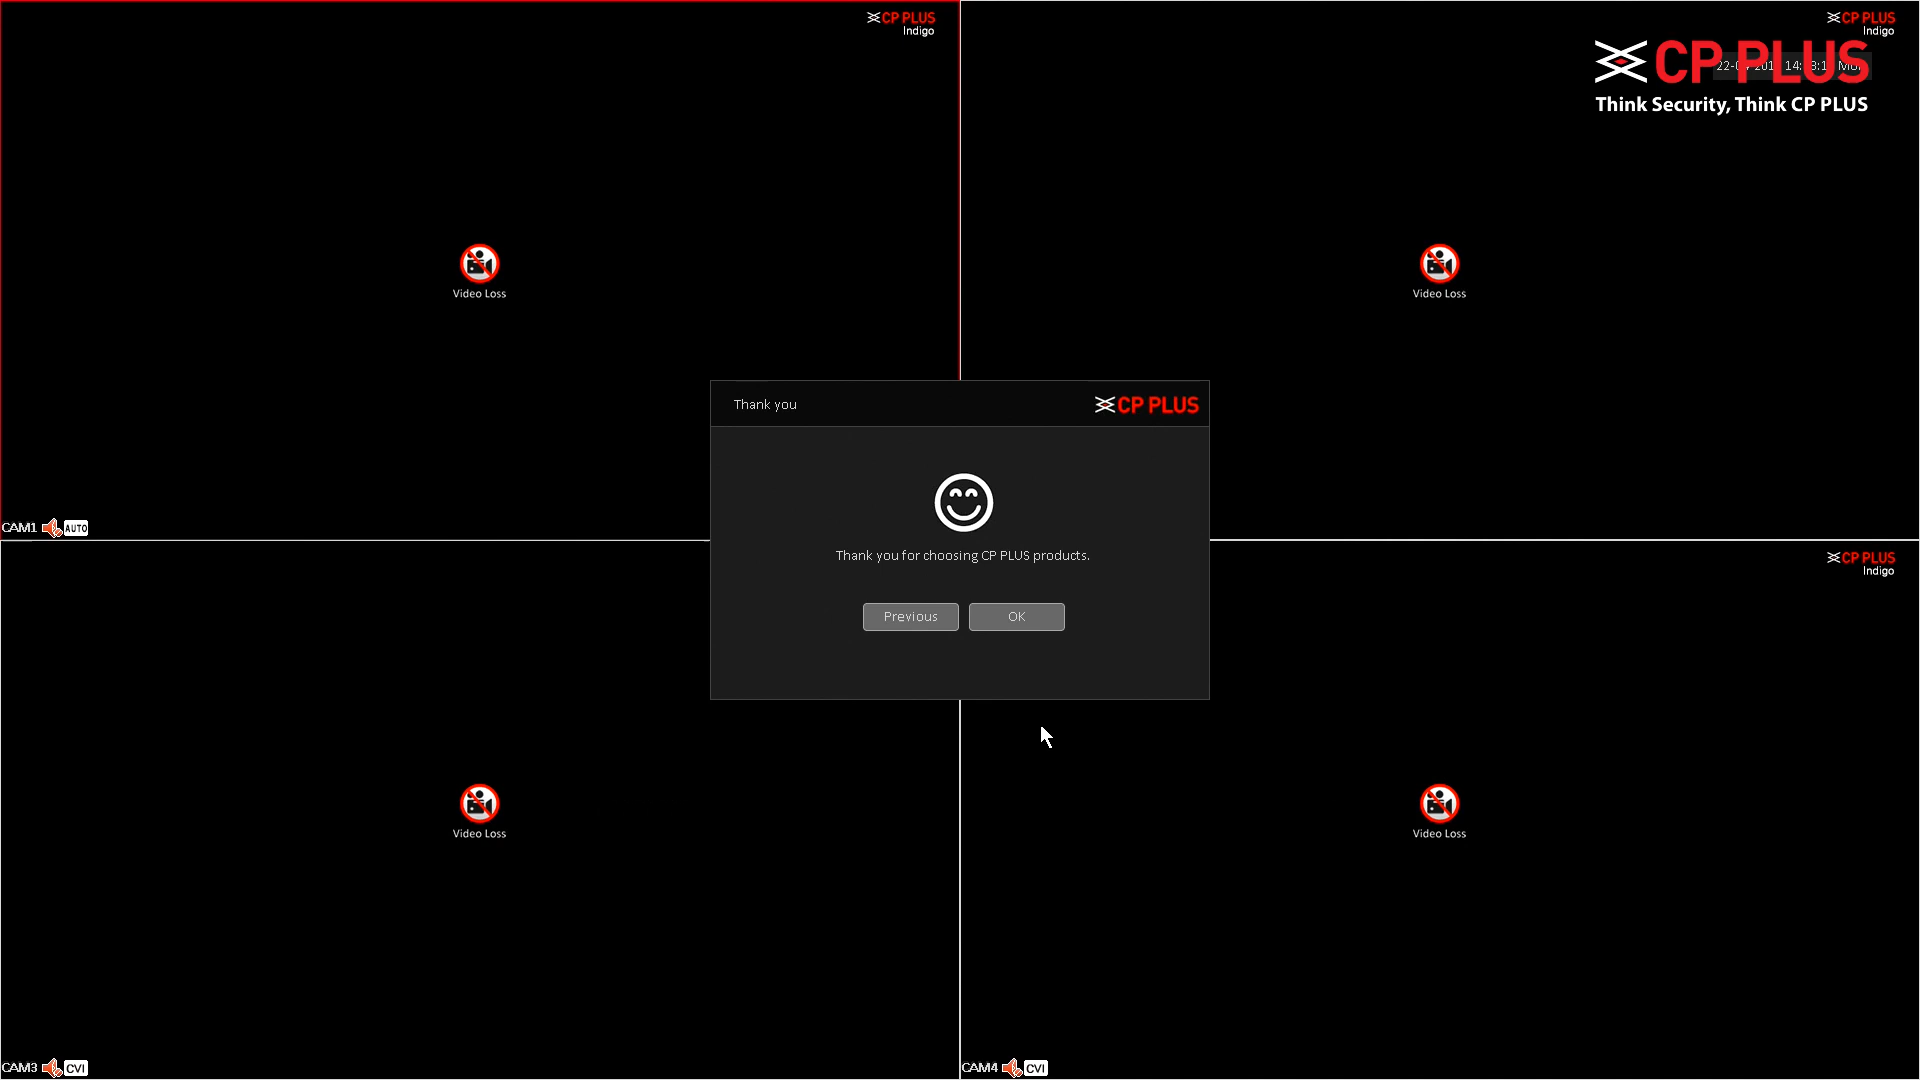 CP PLUS
Indigo
CP PLUS
Indigo
CP PLUS
Think Security, Think CP PLUS
Video Loss
Video Loss
Thank you
CP PLUS
Thank you for choosing CP PLUS products.
Previous
OK
CAM1 AUTO
CP PLUS
Indigo
Video Loss
Video Loss
CAM3 CVI
CAM4 CVI